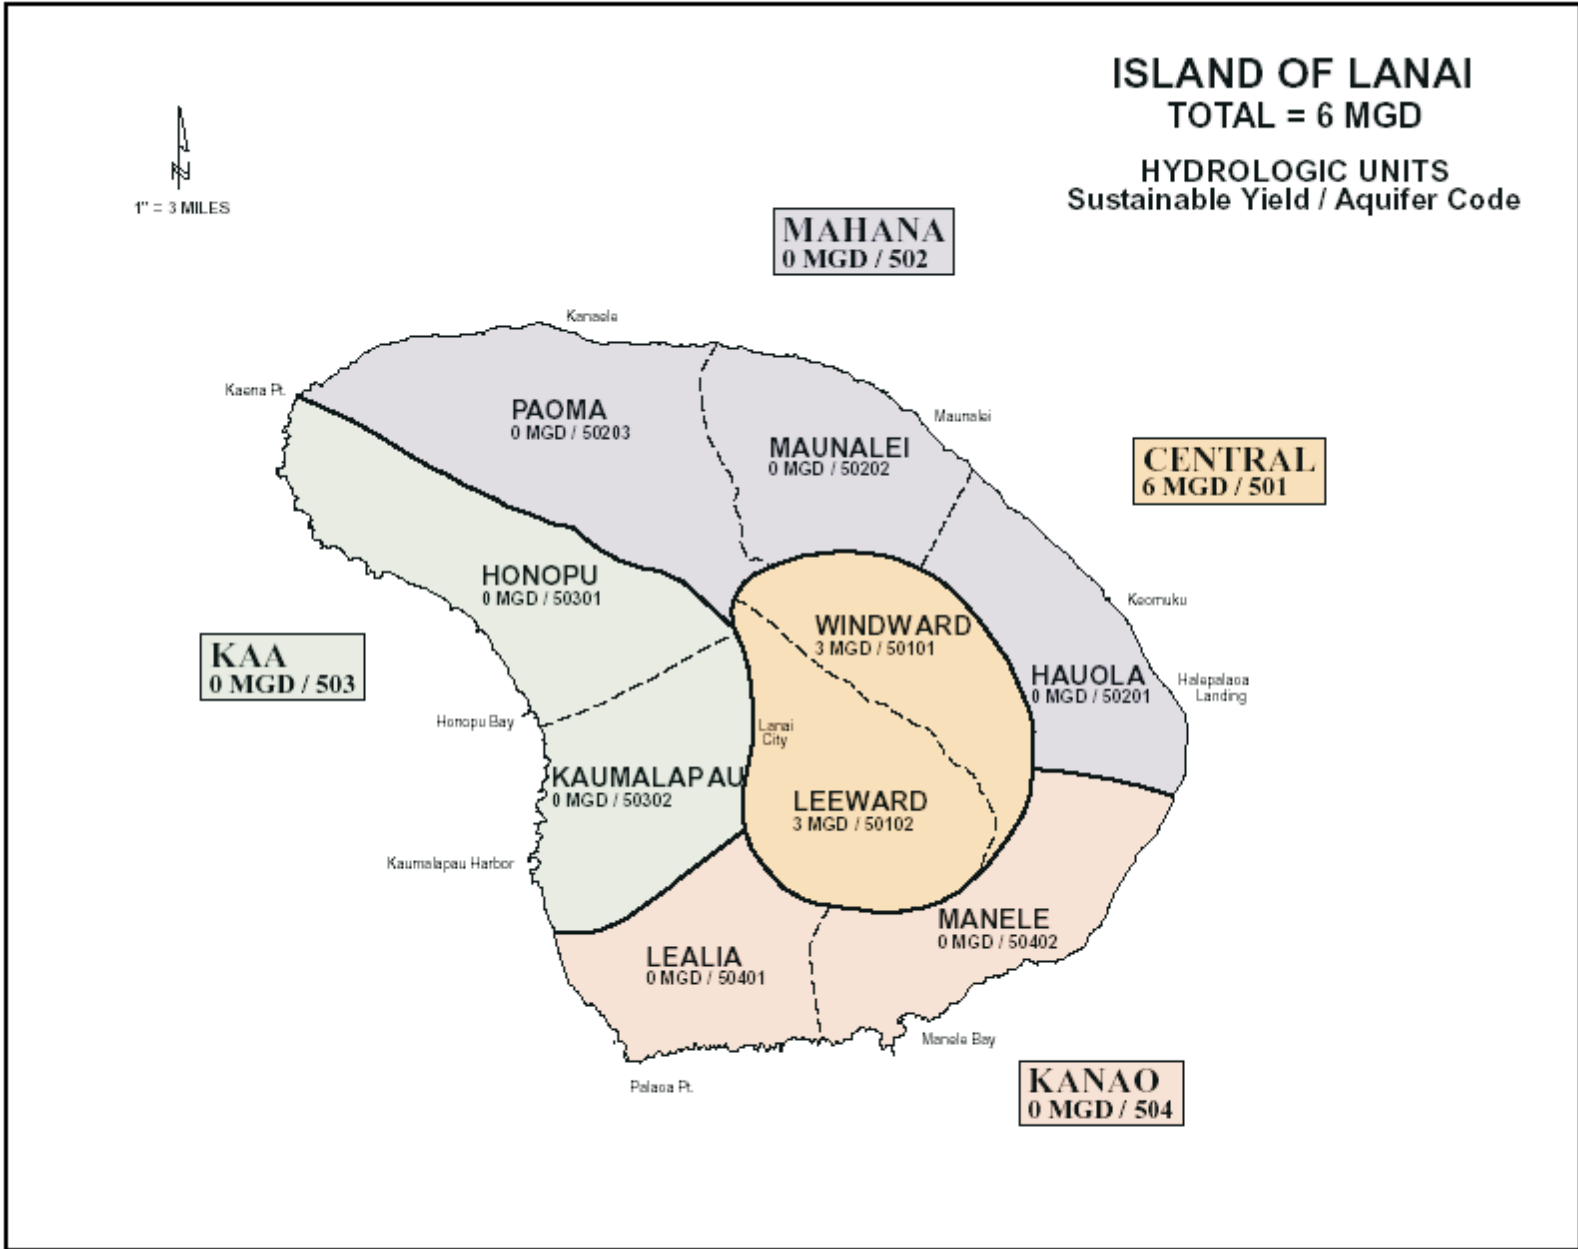 ISLAND OF LANAI
TOTAL = 6 MGD
HYDROLOGIC UNITS
Sustainable Yield / Aquifer Code
N
1" = 3 MILES
MAHANA
0 MGD / 502
Kanaele
Kaena Pt.
PAOMA
0 MGD / 50203
Maunalei
MAUNALEI
0 MGD / 50202
CENTRAL
6 MGD / 501
HONOPU
0 MGD / 50301
Keomuku
WINDWARD
3 MGD / 50101
KAA
0 MGD / 503
HAUOLA
0 MGD / 50201
Halepalaoa
Landing
Honopu Bay
Lanai
City
KAUMALAPAU
0 MGD / 50302
LEEWARD
3 MGD / 50102
Kaumalapau Harbor
MANELE
0 MGD / 50402
LEALIA
0 MGD / 50401
Manele Bay
Palaoa Pt.
KANAO
0 MGD / 504